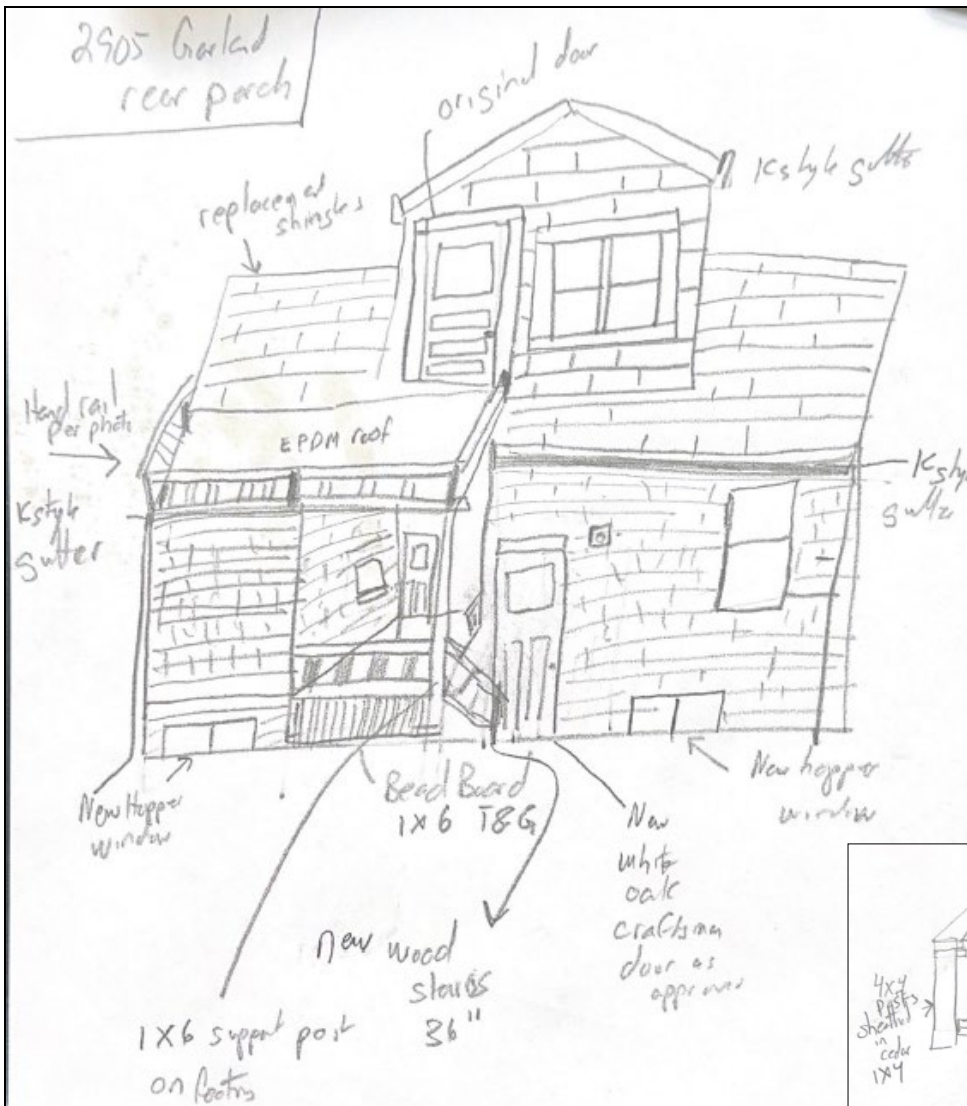 2905 Garland
rear porch
original door
K style gutter
replacement
shingles
Hand rail
per photo
EPDM roof
K style
gutter
K style
gutter
New Hopper
window
Bead Board
1X6 T&G
New hopper
window
New
white
oak
craftsman
door as
approved
new wood
stairs
36"
1X6 support post
on footing
4x4
posts
sheathed
in
cedar
1X4